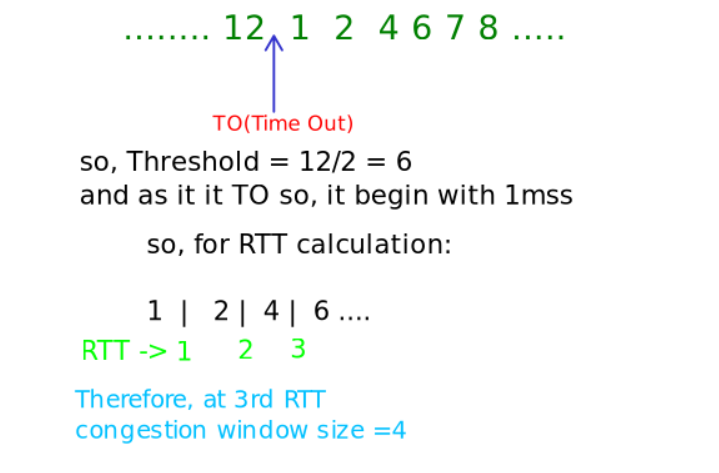 ........ 12, 1 2 4 6 7 8 .....
TO(Time Out)
so, Threshold = 12/2 = 6
and as it it TO so, it begin with 1mss
so, for RTT calculation:
1 | 2 | 4 | 6 ....
RTT -> 1 2 3
Therefore, at 3rd RTT
congestion window size =4